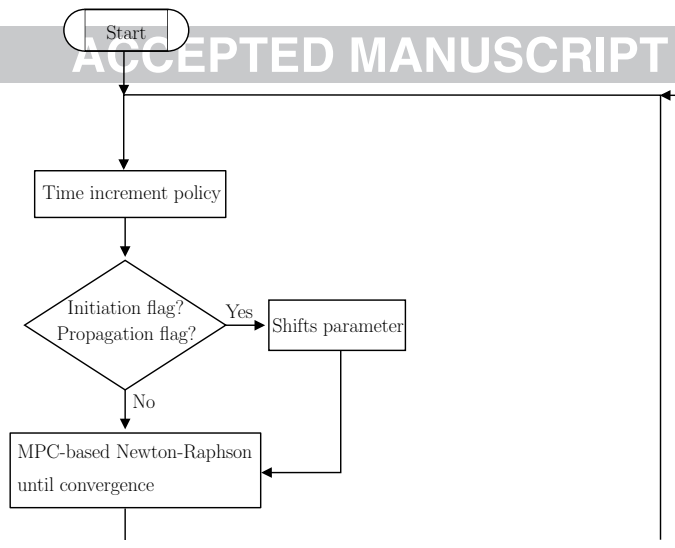 Start
ACCEPTED MANUSCRIPT
Time increment policy
Initiation flag?
Propagation flag?
Yes
Shifts parameter
No
MPC-based Newton-Raphson
until convergence